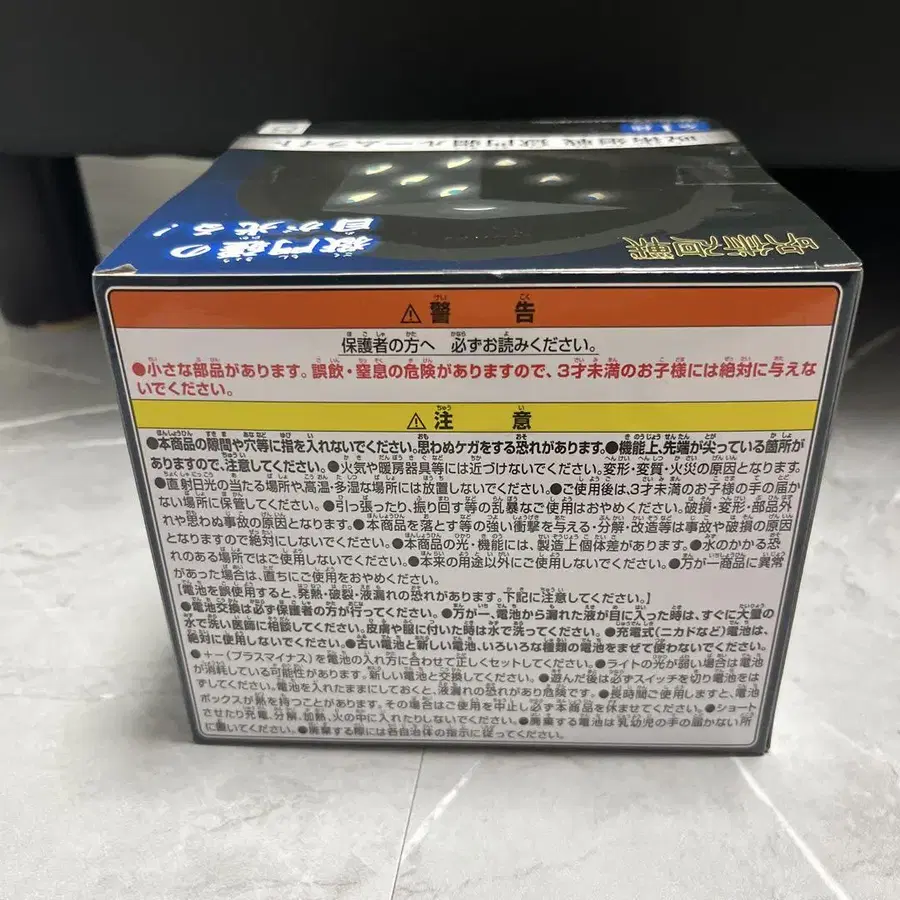 全1種
呪術廻戦 獄門疆ルームライト
獄門疆の
目が光る!
呪術廻戦
⚠警告
保護者の方へ 必ずお読みください。
●小さな部品があります。誤飲・窒息の危険がありますので、3才未満のお子様には絶対に与えな
いでください。
⚠注意
●本商品の隙間や穴等に指を入れないでください。思わぬケガをする恐れがあります。●機能上、先端が尖っている箇所が
ありますので、注意してください。●火気や暖房器具等には近づけないでください。変形・変質・火災の原因となります。
●直射日光の当たる場所や、高温・多湿な場所には放置しないでください。●ご使用後は、3才未満のお子様の手の届か
ない場所に保管してください。●引っ張ったり、振り回す等の乱暴なご使用はおやめください。破損・変形・部品外
れや思わぬ事故の原因となります。●本商品を落とす等の強い衝撃を与える・分解・改造等は事故や破損の原因
となりますので絶対にしないでください。●本商品の光・機能には、製造上個体差があります。●水のかかる恐
れのある場所ではご使用しないでください。●本来の用途以外にご使用しないでください。●万が一商品に異常
があった場合は、直ちにご使用をおやめください。
【電池を誤使用すると、発熱・破裂・液漏れの恐れがあります。下記に注意してください。】
●電池交換は必ず保護者の方が行ってください。●万が一、電池から漏れた液が目に入った時は、すぐに大量の
水で洗い医師に相談してください。皮膚や服に付いた時は水で洗ってください。●充電式(ニカドなど)電池は、
絶対に使用しないでください。●古い電池と新しい電池、いろいろな種類の電池をまぜて使わないでください。
●+-(プラスマイナス)を電池の入れ方に合わせて正しくセットしてください。●ライトの光が弱い場合は電池
が消耗している可能性があります。新しい電池と交換してください。●遊んだ後は必ずスイッチを切り電池をは
ずしてください。電池を入れたままにしておくと、液漏れの恐れがあり危険です。●長時間ご使用しますと、電池
ボックスが熱を持つことがあります。その場合はご使用を中止し必ず本商品を休ませてください。●ショート
させたり充電、分解、加熱、火の中に入れたりしないでください。●廃棄する電池は乳幼児の手の届かない所
に置いてください。●廃棄する際には各自治体の指示に従ってください。